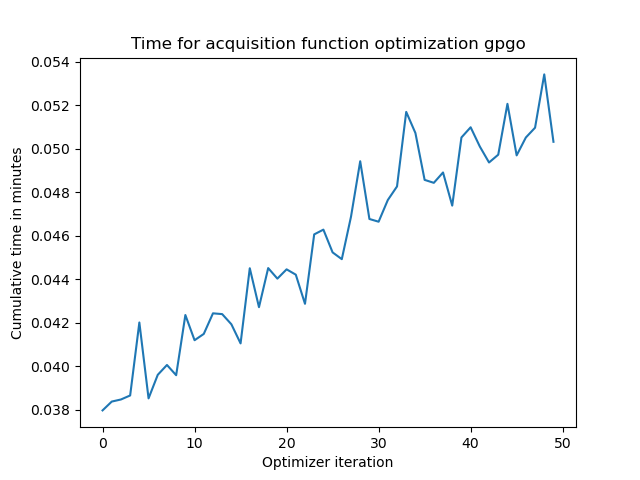 Time for acquisition function optimization gpgo
0.054
0.052
0.050
0.048
0.046
0.044
0.042
0.040
0.038
Cumulative time in minutes
0 10 20 30 40 50
Optimizer iteration